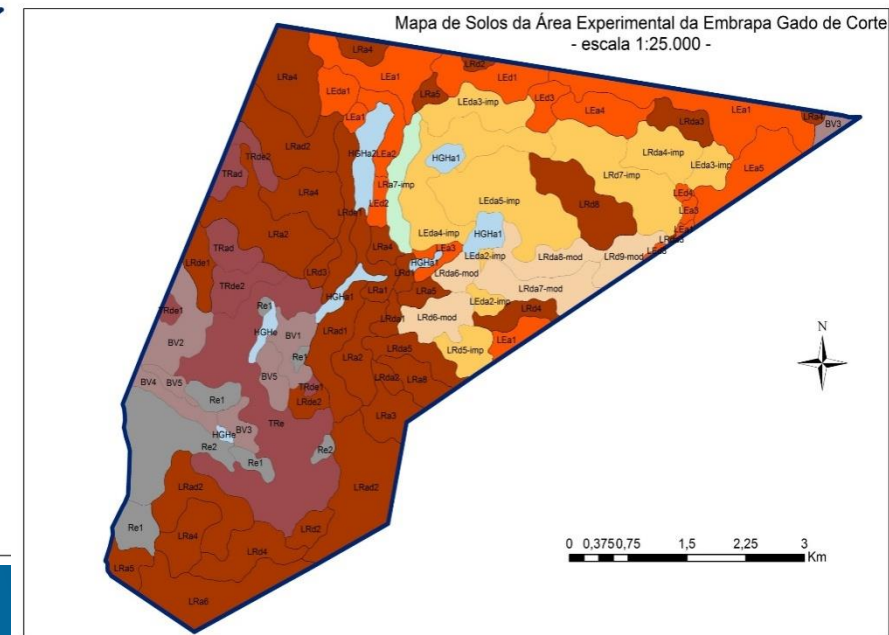 Mapa de Solos da Área Experimental da Embrapa Gado de Corte
- escala 1:25.000 -
LRa4
LRd2
LEda1
LEa1
LEd1
LRa4
LRa5
LEda3-imp
LEd3
LEa4
LEa1
LEa1
LRda3
LRa4
BV3
LRad2
HGHa2
LEa2
HGHa1
LRda4-imp
LEda3-imp
LEa5
TRde2
TRad
LRa7-imp
LRd7-imp
LRa4
LEd2
LEda5-imp
LRd8
LEd4
LEa3
LRde1
LRa2
LEda4-imp
HGHa1
TRad
LRa4
LEa3
LEda2-imp
LRda8-mod
LRd9-mod
LRde1
LRd3
HGHa1
LRd1
LRda6-mod
TRde2
LRa1
LRa5
LRda7-mod
HGHa1
Re1
LEda2-imp
TRde1
LRd4
HGHe
BV1
LRad1
LRda1
LRd6-mod
LEa1
BV2
Re1
LRa2
LRda5
LRd5-imp
BV4
BV5
BV5
LRda2
LRa8
TRde1
Re1
LRde2
LRa3
TRe
BV3
HGHe
Re2
Re1
Re2
LRad2
LRad2
Re1
LRa4
LRd2
LRd4
LRa5
LRa6
N
0 0,375 0,75 1,5 2,25 3
Km